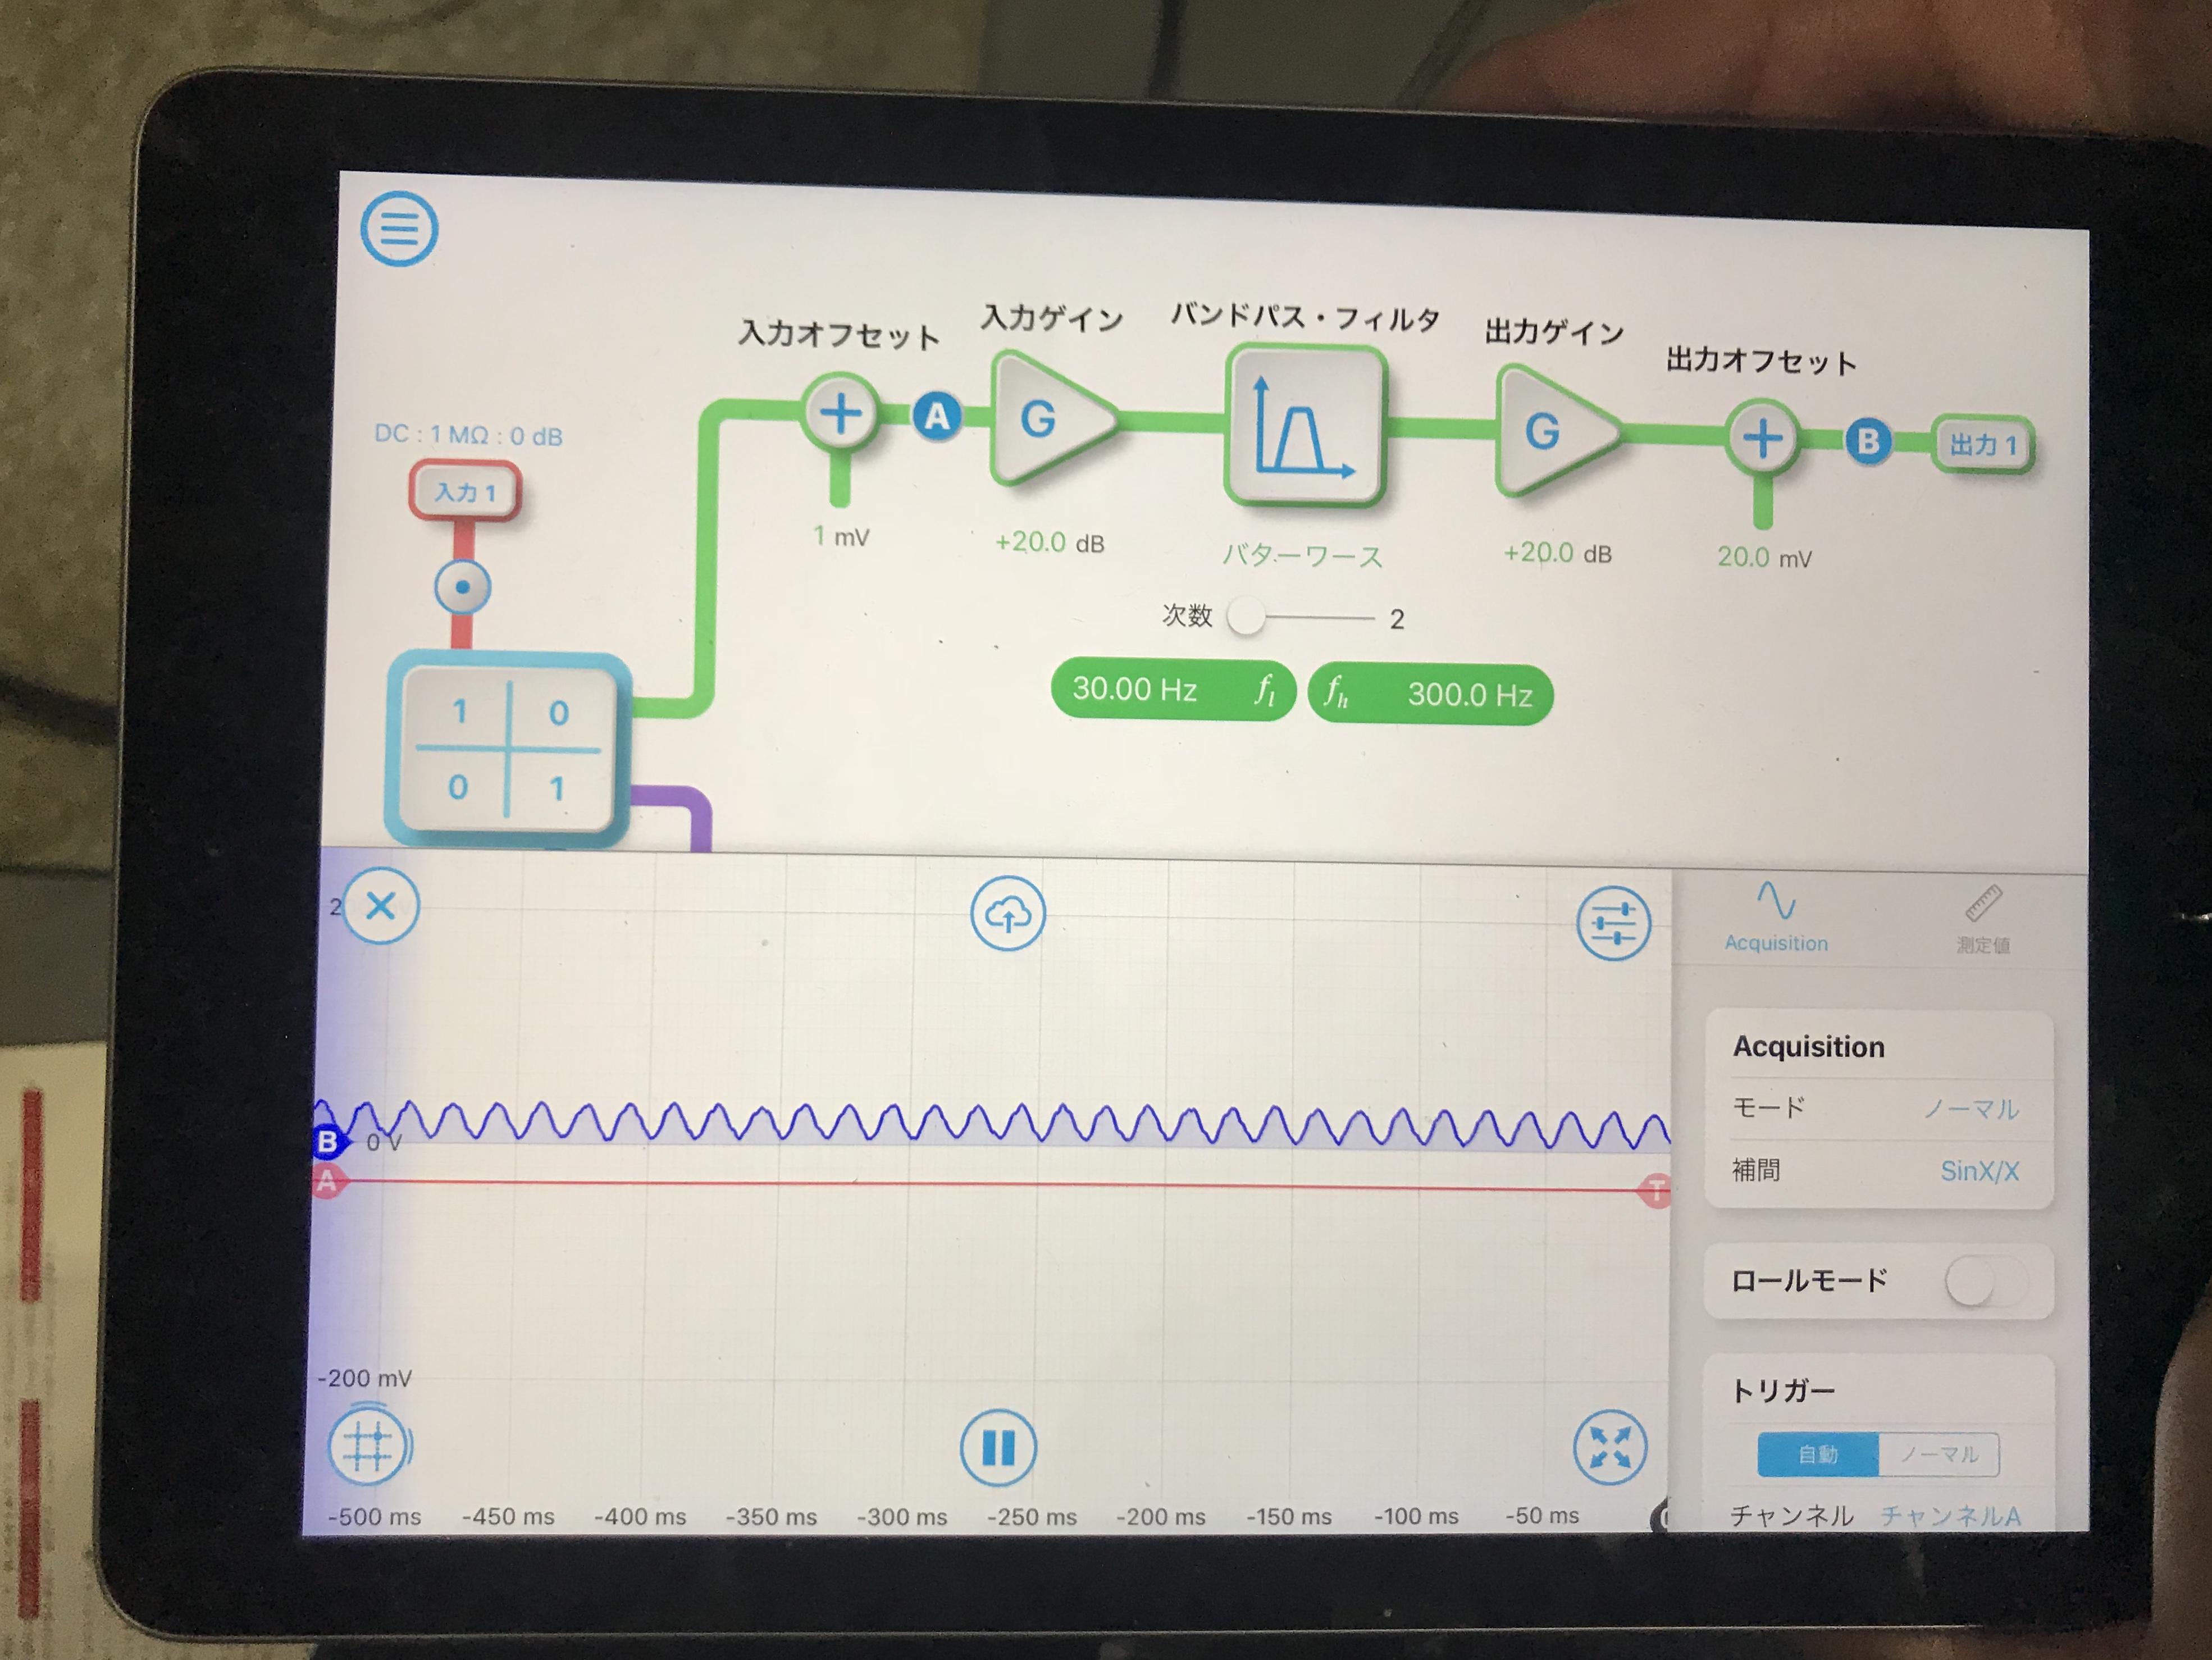 入力オフセット
入力ゲイン
バンドパス・フィルタ
出力ゲイン
出力オフセット
DC : 1 MΩ : 0 dB
入力 1
A
G
G
B
出力 1
1 mV
+20.0 dB
バターワース
+20.0 dB
20.0 mV
次数
2
30.00 Hz fl
fh 300.0 Hz
1 0
0 1
2
Acquisition
測定値
Acquisition
モード ノーマル
補間 SinX/X
B 0 V
A
T
ロールモード
-200 mV
トリガー
自動 ノーマル
チャンネル チャンネルA
-500 ms -450 ms -400 ms -350 ms -300 ms -250 ms -200 ms -150 ms -100 ms -50 ms